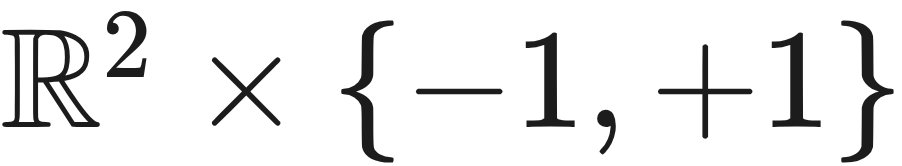 ℝ² × {−1, +1}